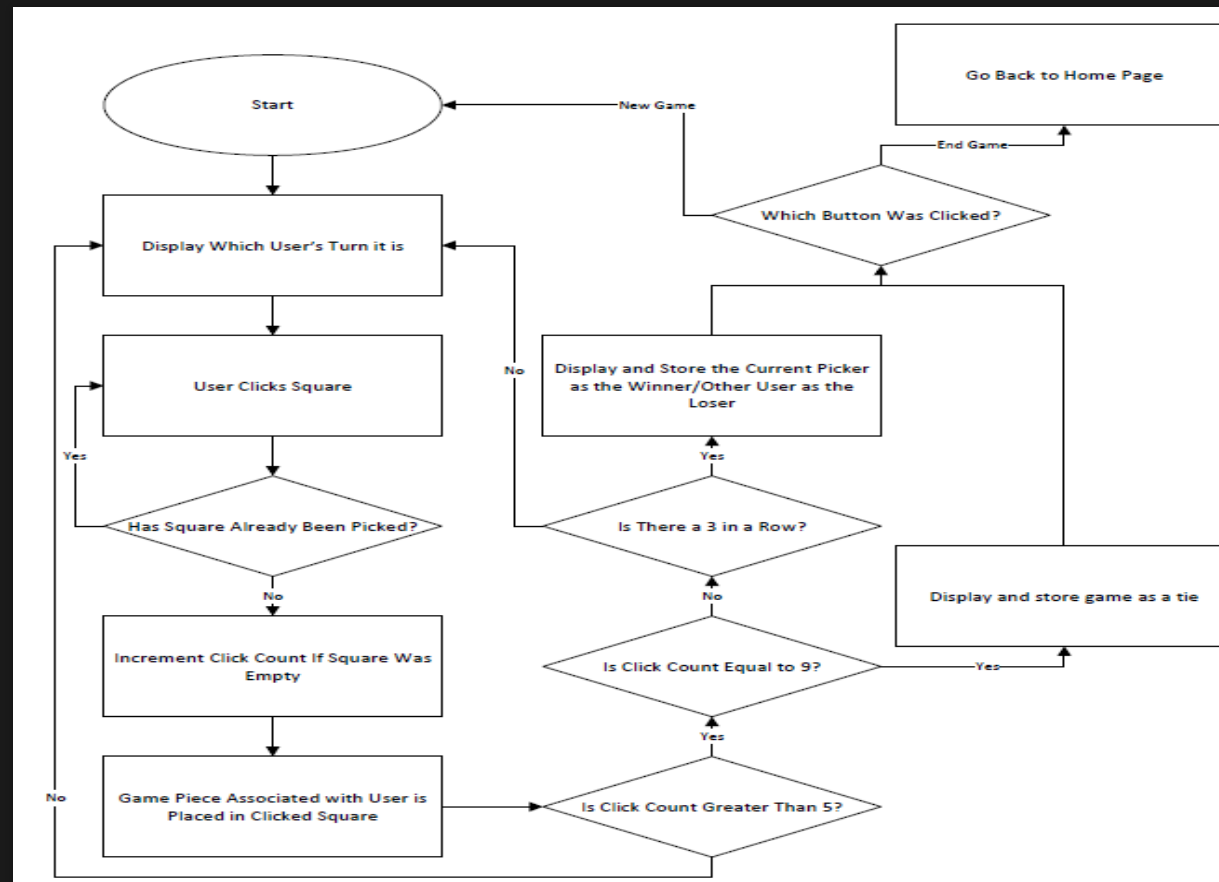 Start
New Game
Go Back to Home Page
End Game
Which Button Was Clicked?
Display Which User's Turn it is
User Clicks Square
No
Display and Store the Current Picker
as the Winner/Other User as the
Loser
Yes
Yes
Has Square Already Been Picked?
Is There a 3 in a Row?
No
No
Display and store game as a tie
Increment Click Count If Square Was
Empty
Is Click Count Equal to 9?
Yes
Yes
No
Game Piece Associated with User is
Placed in Clicked Square
Is Click Count Greater Than 5?